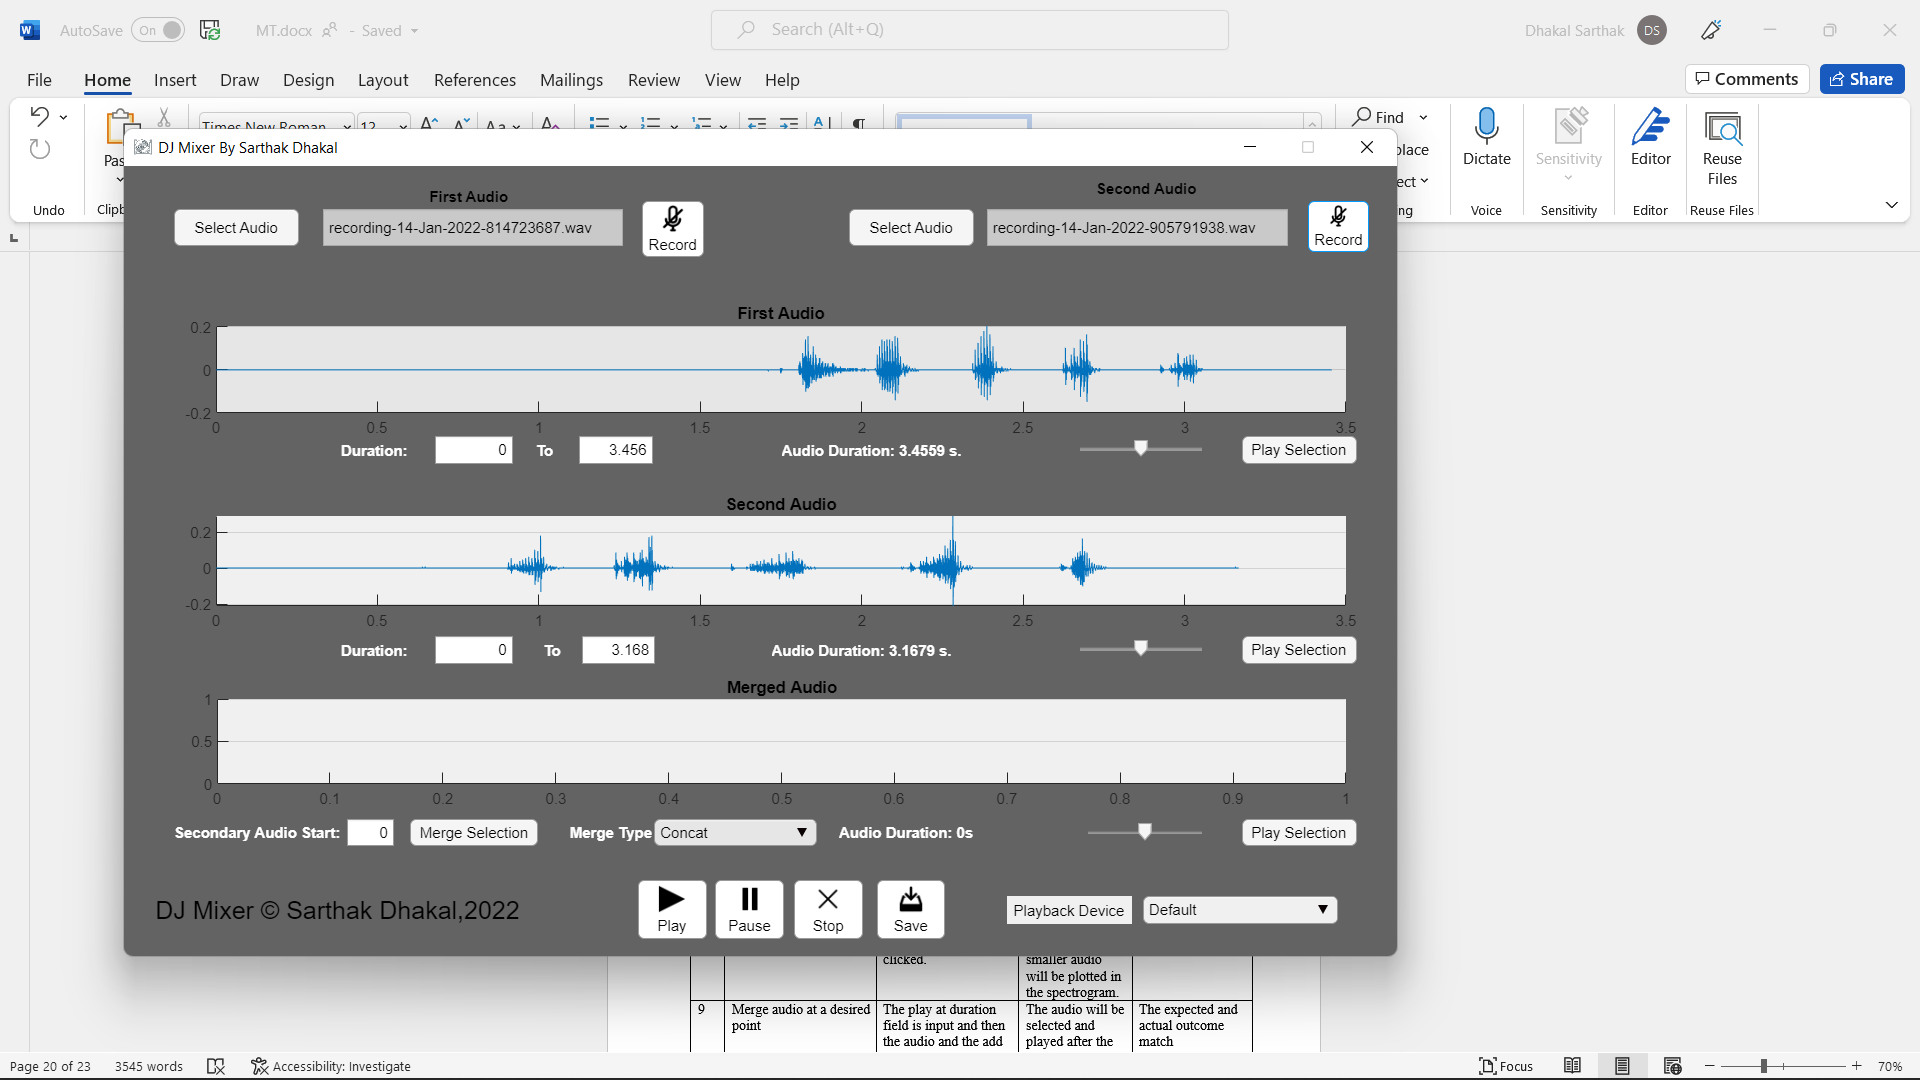 AutoSave On MT.docx - Saved Search (Alt+Q) Dhakal Sarthak DS
File Home Insert Draw Design Layout References Mailings Review View Help Comments Share
Times New Roman 12 Find
Dictate Sensitivity Editor Reuse Files
Undo Voice Sensitivity Editor Reuse Files
DJ Mixer By Sarthak Dhakal
First Audio Second Audio
Select Audio recording-14-Jan-2022-814723687.wav Record Select Audio recording-14-Jan-2022-905791938.wav Record
First Audio
0.2
0
-0.2
0 0.5 1 1.5 2 2.5 3 3.5
Duration: 0 To 3.456 Audio Duration: 3.4559 s. Play Selection
Second Audio
0.2
0
-0.2
0 0.5 1 1.5 2 2.5 3 3.5
Duration: 0 To 3.168 Audio Duration: 3.1679 s. Play Selection
Merged Audio
1
0.5
0
0 0.1 0.2 0.3 0.4 0.5 0.6 0.7 0.8 0.9 1
Secondary Audio Start: 0 Merge Selection Merge Type Concat Audio Duration: 0s Play Selection
DJ Mixer © Sarthak Dhakal,2022 Play Pause Stop Save Playback Device Default
clicked. smaller audio
will be plotted in
the spectrogram.
9 Merge audio at a desired The play at duration The audio will be The expected and
point field is input and then selected and actual outcome
the audio and the add played after the match
Page 20 of 23 3545 words Accessibility: Investigate Focus 70%